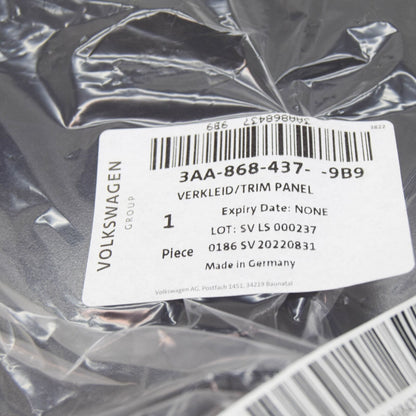 3AA868437 9B9
3822
3AA-868-437- -9B9
VERKLEID/TRIM PANEL
VOLKSWAGEN
GROUP
Expiry Date: NONE
1
LOT: SV LS 000237
Piece
0186 SV 20220831
Made in Germany
Volkswagen AG, Postfach 1451, 34219 Baunatal